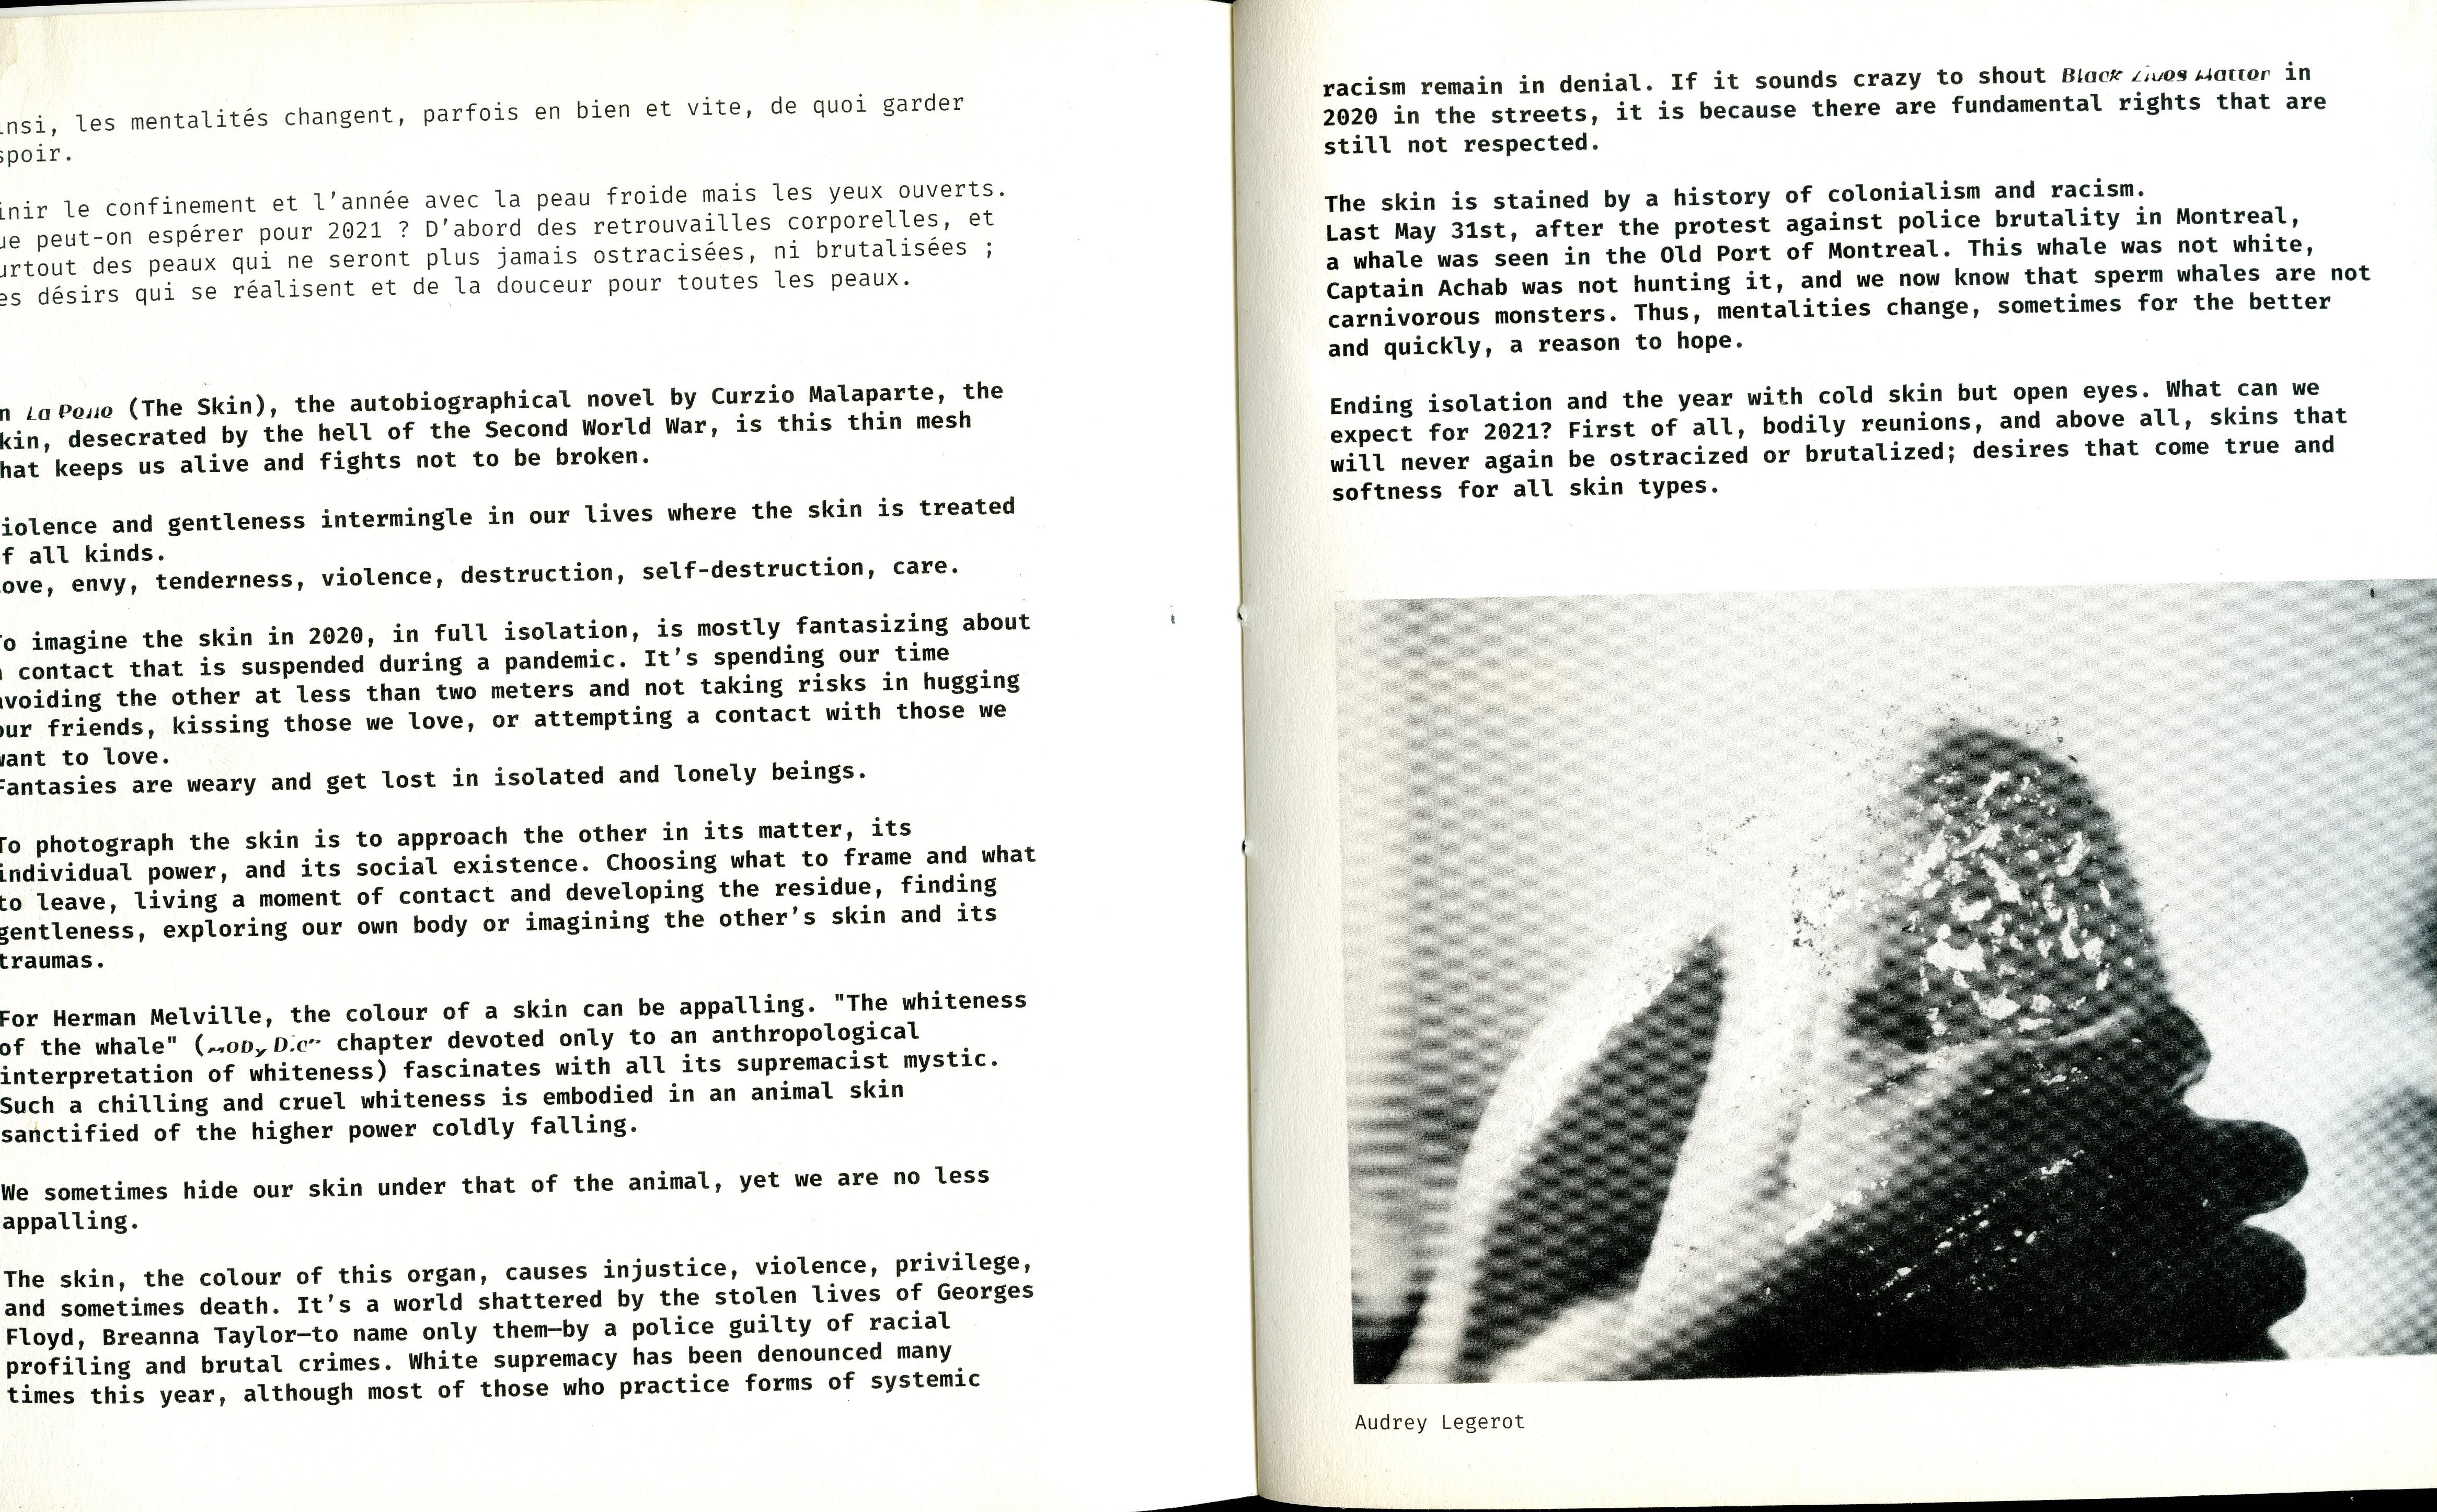 insi, les mentalités changent, parfois en bien et vite, de quoi garder
spoir.
inir le confinement et l'année avec la peau froide mais les yeux ouverts.
ue peut-on espérer pour 2021 ? D'abord des retrouvailles corporelles, et
urtout des peaux qui ne seront plus jamais ostracisées, ni brutalisées ;
es désirs qui se réalisent et de la douceur pour toutes les peaux.
n La (The Skin), the autobiographical novel by Curzio Malaparte, the
kin, desecrated by the hell of the Second World War, is this thin mesh
hat keeps us alive and fights not to be broken.
iolence and gentleness intermingle in our lives where the skin is treated
f all kinds.
ove, envy, tenderness, violence, destruction, self-destruction, care.
o imagine the skin in 2020, in full isolation, is mostly fantasizing about
contact that is suspended during a pandemic. It's spending our time
voiding the other at less than two meters and not taking risks in hugging
our friends, kissing those we love, or attempting a contact with those we
want to love.
Fantasies are weary and get lost in isolated and lonely beings.
To photograph the skin is to approach the other in its matter, its
individual power, and its social existence. Choosing what to frame and what
to leave, living a moment of contact and developing the residue, finding
gentleness, exploring our own body or imagining the other's skin and its
traumas.
For Herman Melville, the colour of a skin can be appalling. "The whiteness
of the whale" (Moby Dick chapter devoted only to an anthropological
interpretation of whiteness) fascinates with all its supremacist mystic.
Such a chilling and cruel whiteness is embodied in an animal skin
sanctified of the higher power coldly falling.
We sometimes hide our skin under that of the animal, yet we are no less
appalling.
The skin, the colour of this organ, causes injustice, violence, privilege,
and sometimes death. It's a world shattered by the stolen lives of Georges
Floyd, Breanna Taylor—to name only them—by a police guilty of racial
profiling and brutal crimes. White supremacy has been denounced many
times this year, although most of those who practice forms of systemic
racism remain in denial. If it sounds crazy to shout Black Lives Matter in
2020 in the streets, it is because there are fundamental rights that are
still not respected.
The skin is stained by a history of colonialism and racism.
Last May 31st, after the protest against police brutality in Montreal,
a whale was seen in the Old Port of Montreal. This whale was not white,
Captain Achab was not hunting it, and we now know that sperm whales are not
carnivorous monsters. Thus, mentalities change, sometimes for the better
and quickly, a reason to hope.
Ending isolation and the year with cold skin but open eyes. What can we
expect for 2021? First of all, bodily reunions, and above all, skins that
will never again be ostracized or brutalized; desires that come true and
softness for all skin types.
Audrey Legerot